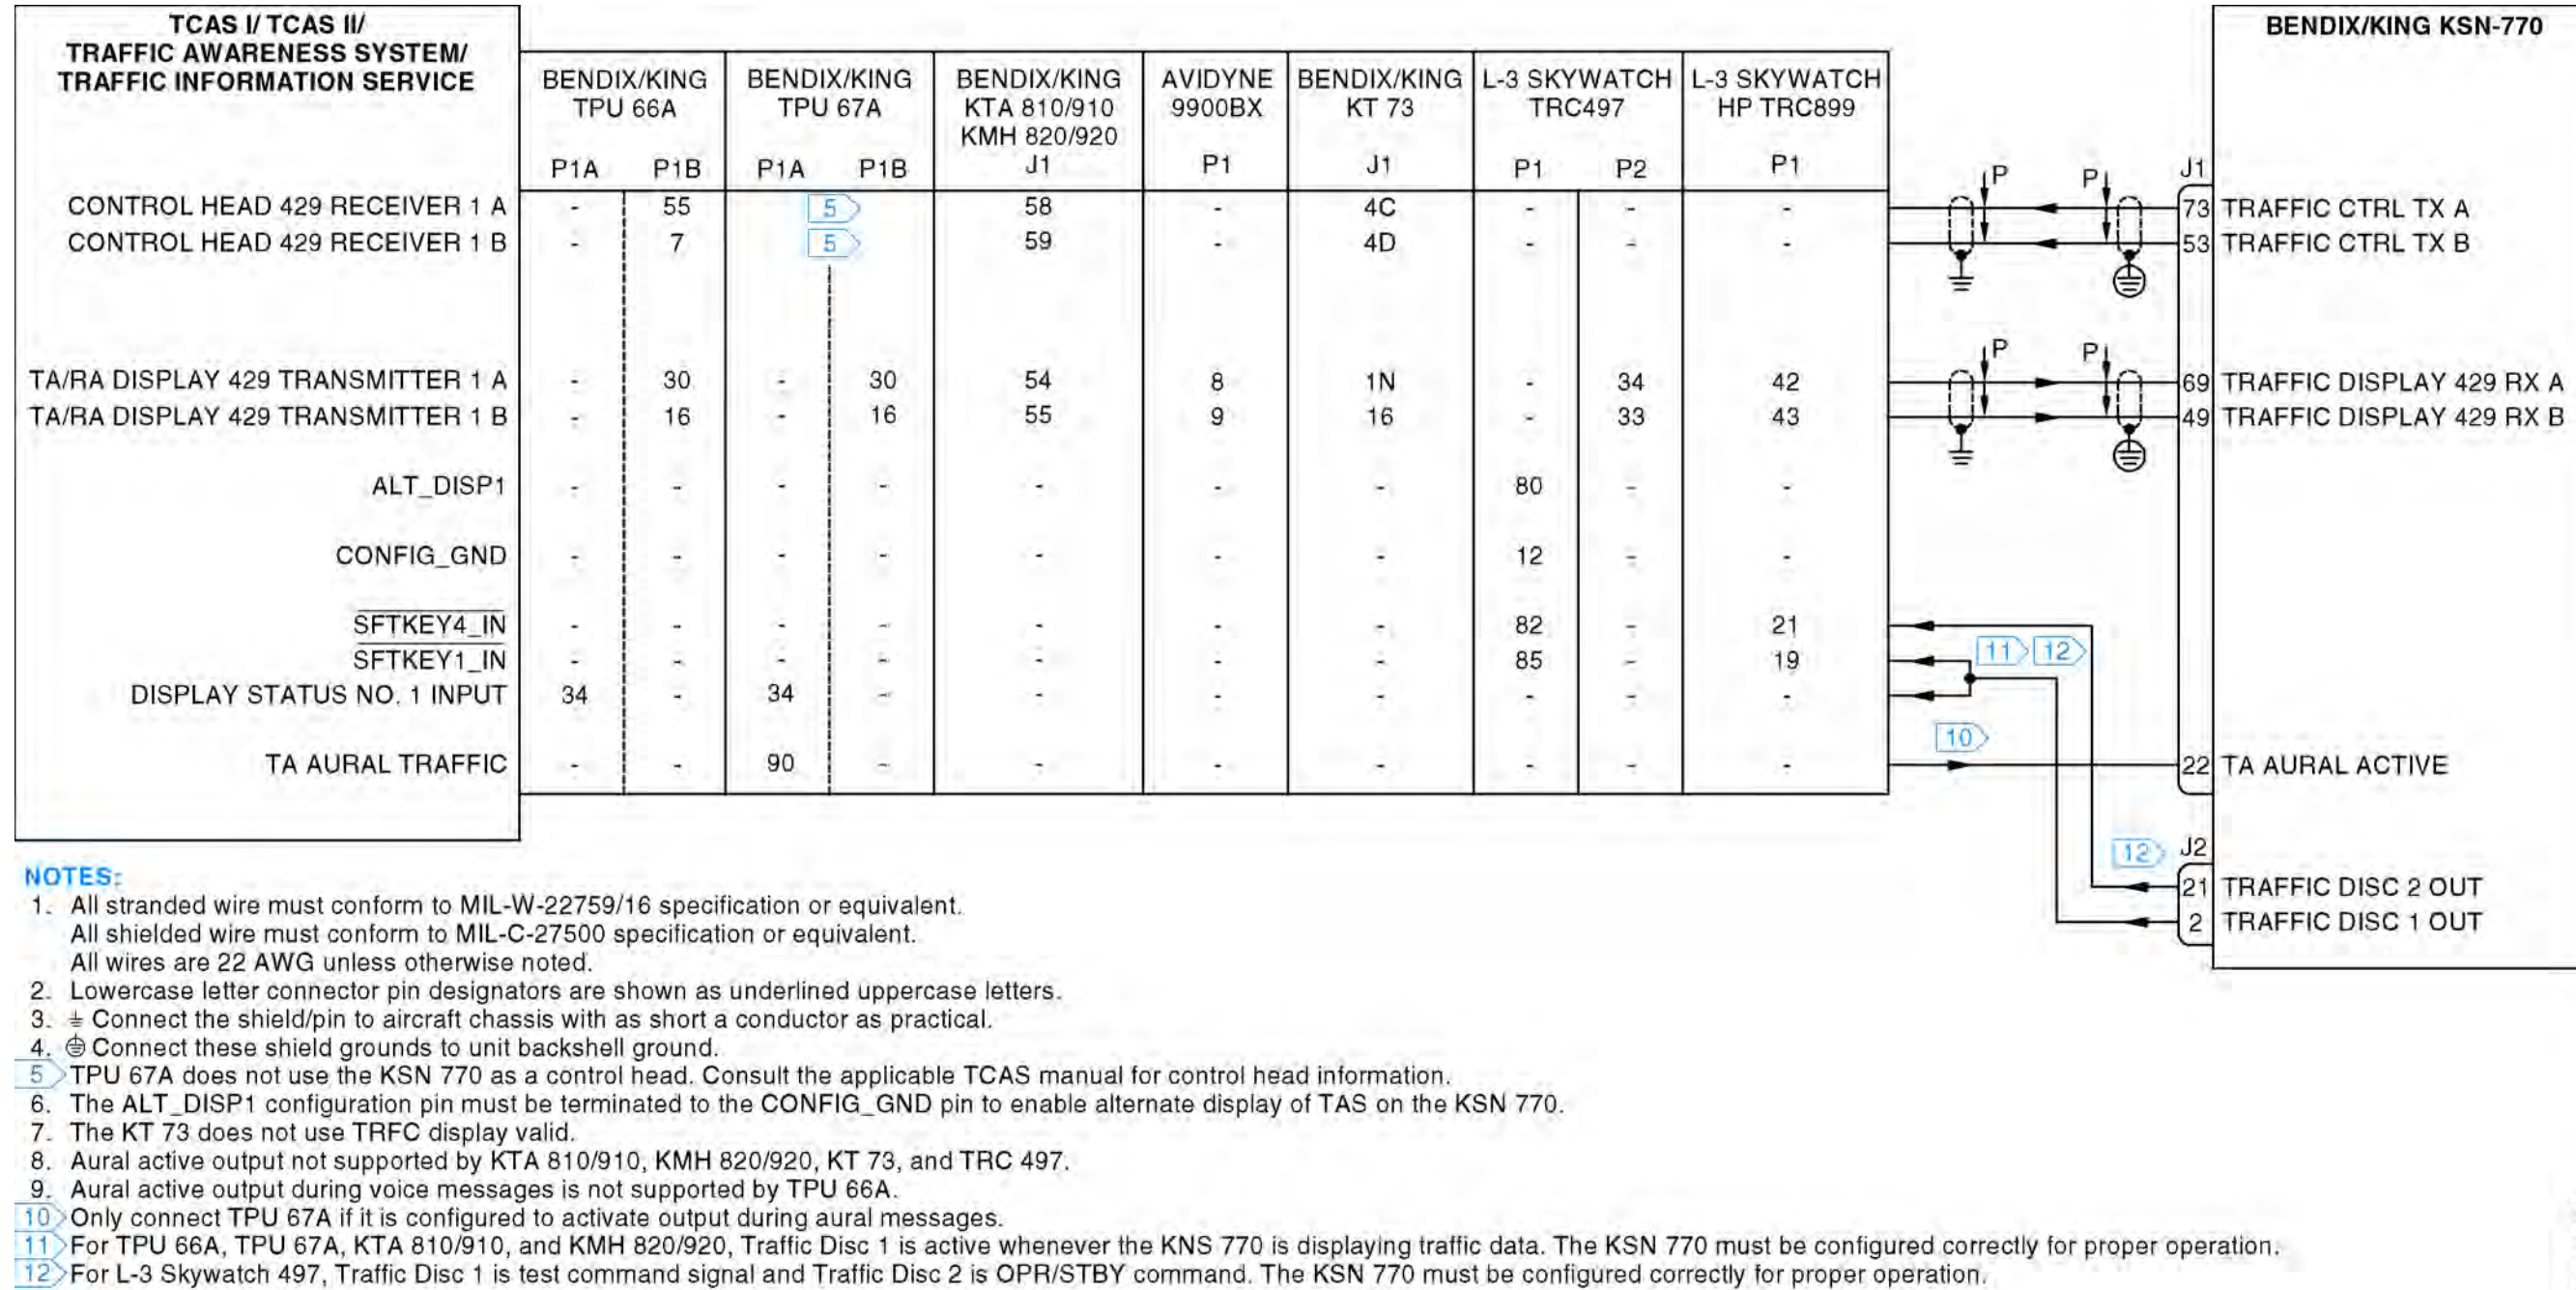 TCAS I/ TCAS II/
TRAFFIC AWARENESS SYSTEM/
TRAFFIC INFORMATION SERVICE
BENDIX/KING TPU 66A
P1A P1B
BENDIX/KING TPU 67A
P1A P1B
BENDIX/KING KTA 810/910 KMH 820/920
J1
AVIDYNE 9900BX
P1
BENDIX/KING KT 73
J1
L-3 SKYWATCH TRC497
P1 P2
L-3 SKYWATCH HP TRC899
P1
BENDIX/KING KSN-770
P P J1
CONTROL HEAD 429 RECEIVER 1 A - 55 5 58 - 4C - - - 73 TRAFFIC CTRL TX A
CONTROL HEAD 429 RECEIVER 1 B - 7 5 59 - 4D - - - 53 TRAFFIC CTRL TX B
P P
TA/RA DISPLAY 429 TRANSMITTER 1 A - 30 - 30 54 8 1N - 34 42 69 TRAFFIC DISPLAY 429 RX A
TA/RA DISPLAY 429 TRANSMITTER 1 B - 16 - 16 55 9 16 - 33 43 49 TRAFFIC DISPLAY 429 RX B
ALT_DISP1 - - - - - - - 80 - -
CONFIG_GND - - - - - - - 12 - -
SFTKEY4_IN - - - - - - - 82 - 21
SFTKEY1_IN - - - - - - - 85 - 19
11 12
DISPLAY STATUS NO. 1 INPUT 34 - 34 - - - - - - -
10
TA AURAL TRAFFIC - - 90 - - - - - - - 22 TA AURAL ACTIVE
12 J2
21 TRAFFIC DISC 2 OUT
2 TRAFFIC DISC 1 OUT
NOTES:
1. All stranded wire must conform to MIL-W-22759/16 specification or equivalent.
All shielded wire must conform to MIL-C-27500 specification or equivalent.
All wires are 22 AWG unless otherwise noted.
2. Lowercase letter connector pin designators are shown as underlined uppercase letters.
3. Connect the shield/pin to aircraft chassis with as short a conductor as practical.
4. Connect these shield grounds to unit backshell ground.
5 TPU 67A does not use the KSN 770 as a control head. Consult the applicable TCAS manual for control head information.
6. The ALT_DISP1 configuration pin must be terminated to the CONFIG_GND pin to enable alternate display of TAS on the KSN 770.
7. The KT 73 does not use TRFC display valid.
8. Aural active output not supported by KTA 810/910, KMH 820/920, KT 73, and TRC 497.
9. Aural active output during voice messages is not supported by TPU 66A.
10 Only connect TPU 67A if it is configured to activate output during aural messages.
11 For TPU 66A, TPU 67A, KTA 810/910, and KMH 820/920, Traffic Disc 1 is active whenever the KNS 770 is displaying traffic data. The KSN 770 must be configured correctly for proper operation.
12 For L-3 Skywatch 497, Traffic Disc 1 is test command signal and Traffic Disc 2 is OPR/STBY command. The KSN 770 must be configured correctly for proper operation.